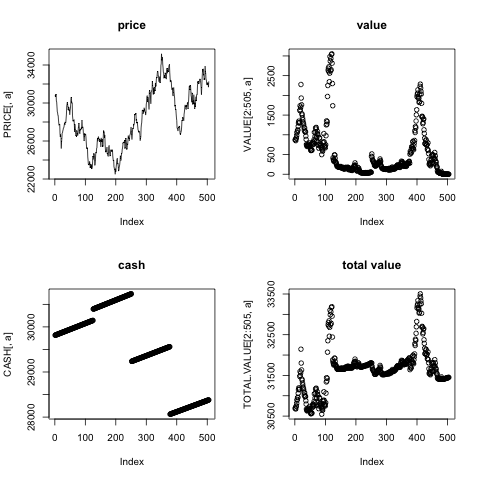 price
PRICE[, a]
22000 26000 30000 34000
0 100 200 300 400 500
Index
value
VALUE[2:505, a]
0 500 1500 2500
0 100 200 300 400 500
Index
cash
CASH[, a]
28000 29000 30000
0 100 200 300 400 500
Index
total value
TOTAL.VALUE[2:505, a]
30500 31500 32500 33500
0 100 200 300 400 500
Index